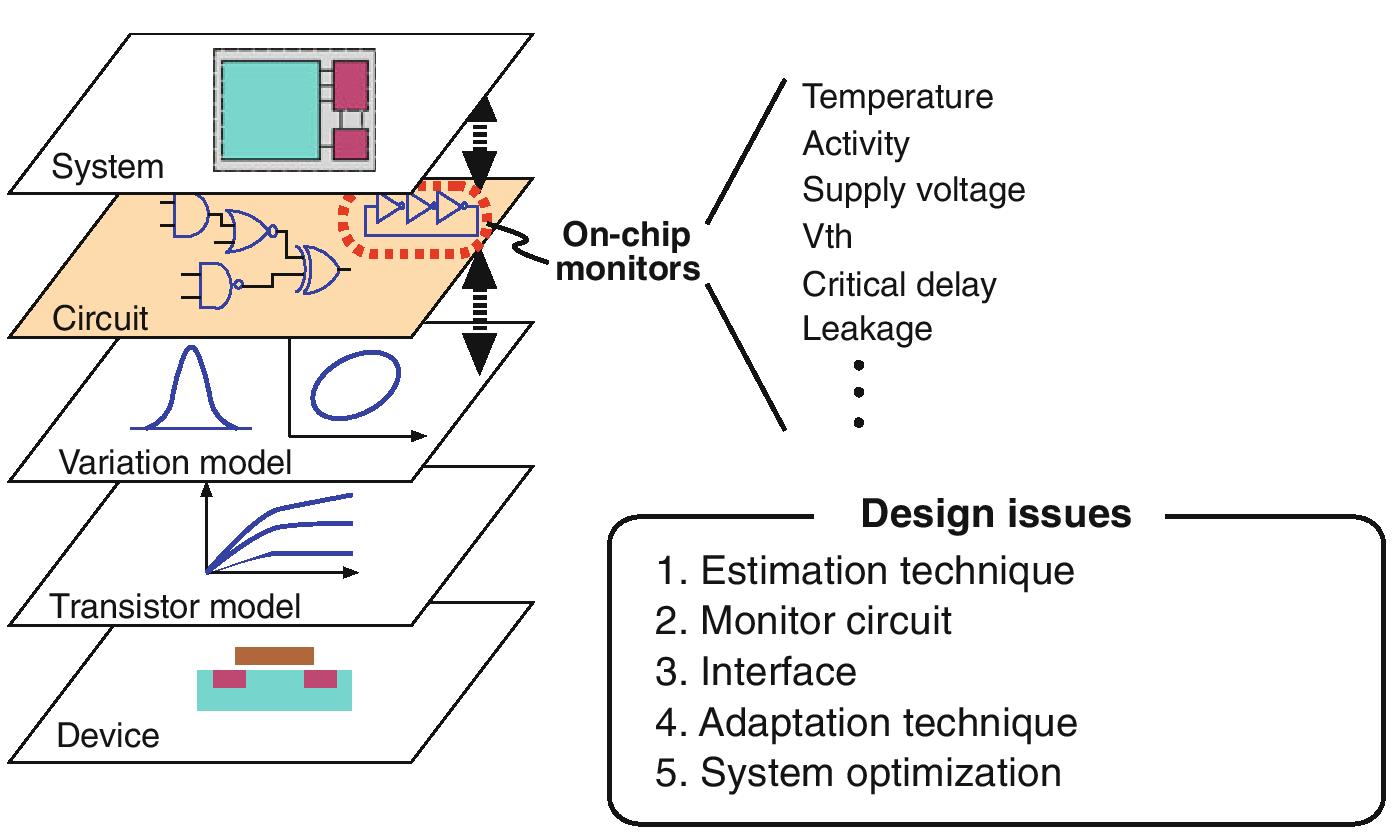 System
Circuit
Variation model
Transistor model
Device
On-chip
monitors
Temperature
Activity
Supply voltage
Vth
Critical delay
Leakage
Design issues
1. Estimation technique
2. Monitor circuit
3. Interface
4. Adaptation technique
5. System optimization